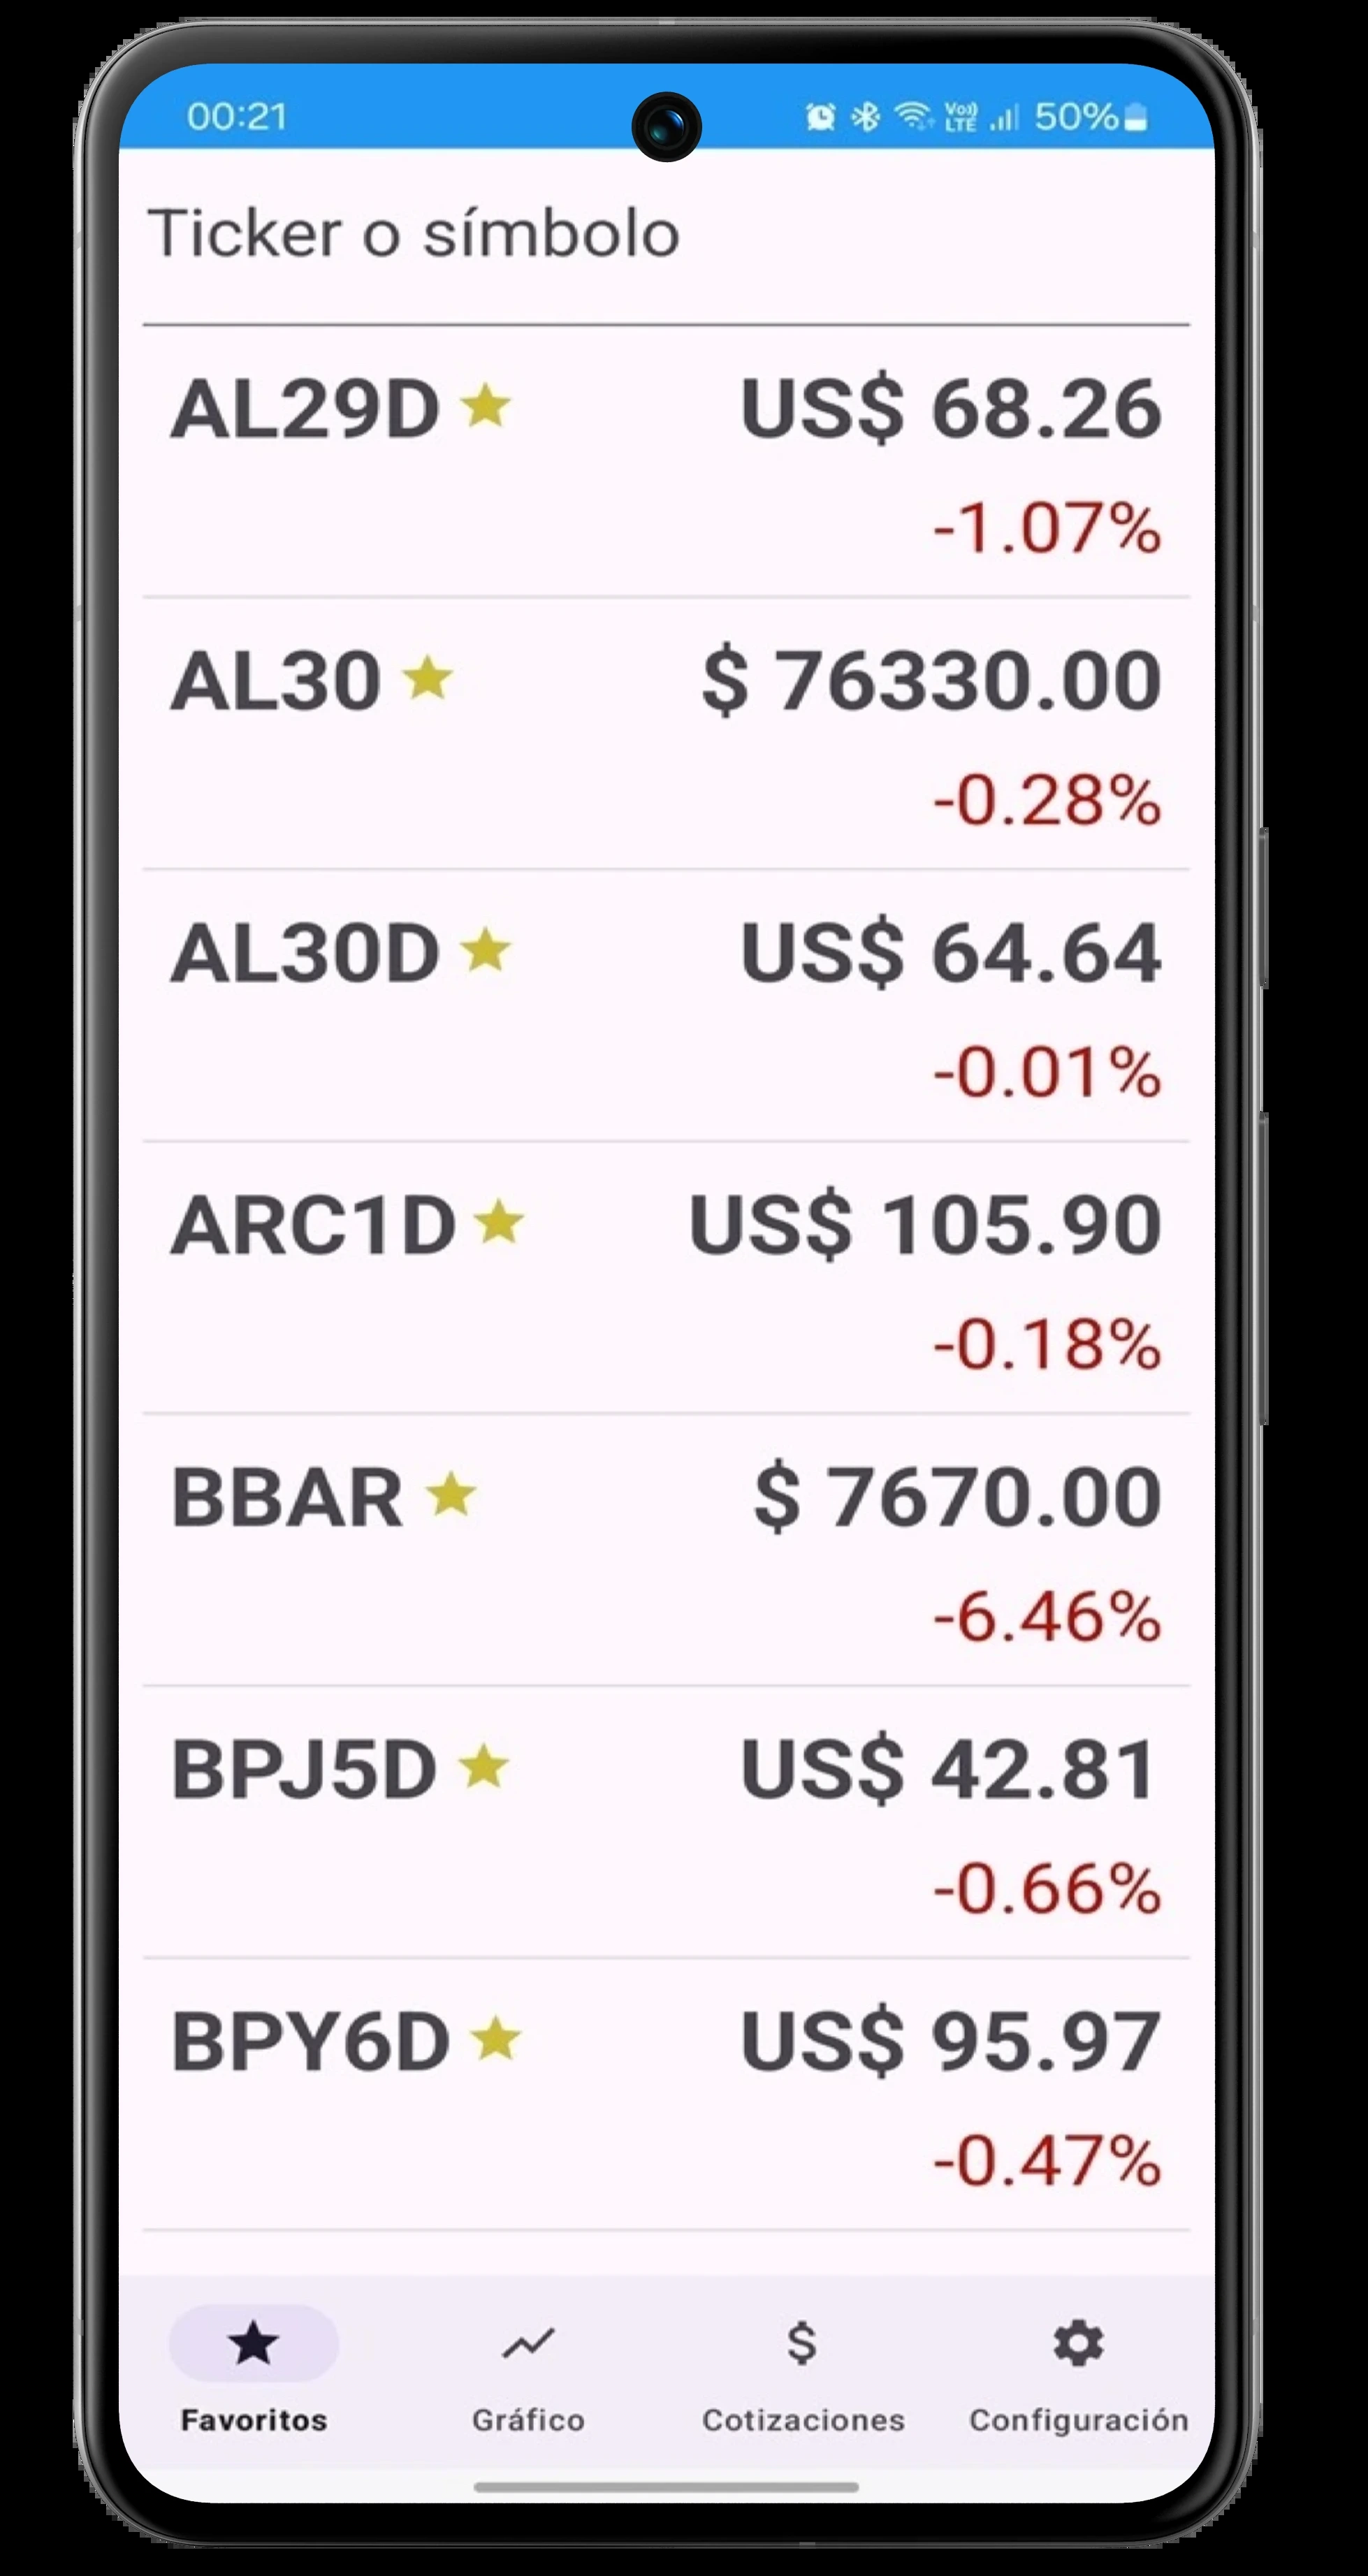 00:21 Vo)) LTE 50%
Ticker o símbolo
AL29D US$ 68.26
-1.07%
AL30 $ 76330.00
-0.28%
AL30D US$ 64.64
-0.01%
ARC1D US$ 105.90
-0.18%
BBAR $ 7670.00
-6.46%
BPJ5D US$ 42.81
-0.66%
BPY6D US$ 95.97
-0.47%
Favoritos Gráfico Cotizaciones Configuración